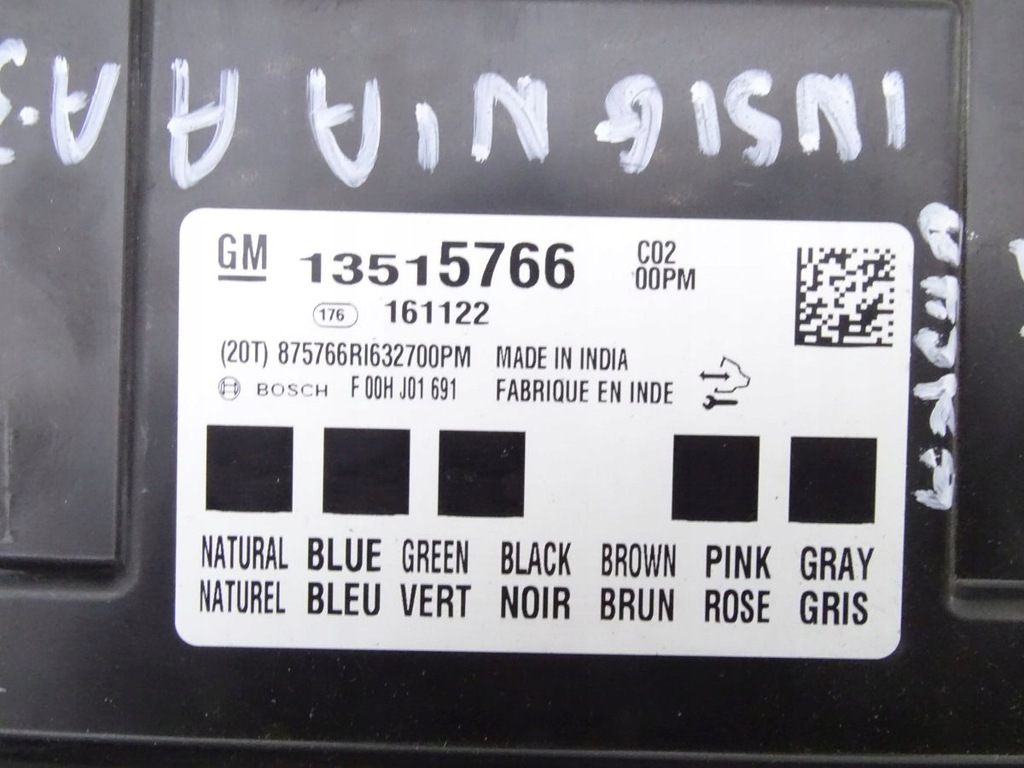 INSIGNIA A
GM 13515766 C02
00PM
176 161122
(20T) 875766RI632700PM MADE IN INDIA
BOSCH F 00H J01 691 FABRIQUE EN INDE
NATURAL BLUE GREEN BLACK BROWN PINK GRAY
NATUREL BLEU VERT NOIR BRUN ROSE GRIS